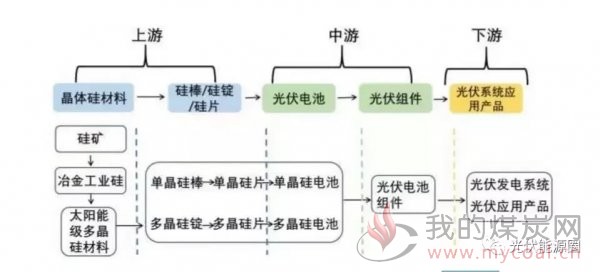 上游
中游
下游
晶体硅材料
硅棒/硅锭
/硅片
光伏电池
光伏组件
光伏系统应
用产品
硅矿
冶金工业硅
太阳能
级多晶
硅材料
单晶硅棒
单晶硅片
单晶硅电池
多晶硅锭
多晶硅片
多晶硅电池
光伏电池
组件
光伏发电系统
光伏应用产品
我的煤炭网
www.mycoal.cn
光伏能源圈